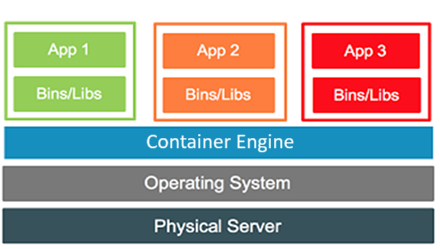 App 1 App 2 App 3
Bins/Libs Bins/Libs Bins/Libs
Container Engine
Operating System
Physical Server